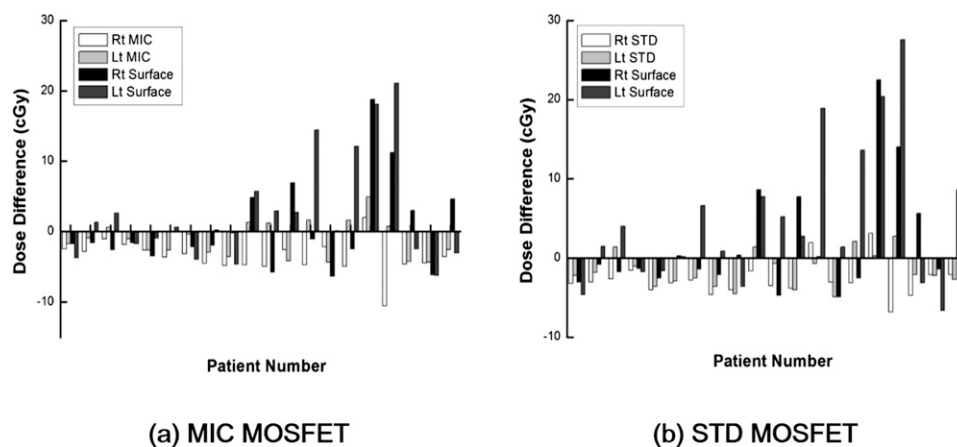 30
20
10
0
-10
Dose Difference (cGy)
Rt MIC
Lt MIC
Rt Surface
Lt Surface
Patient Number
(a) MIC MOSFET
30
20
10
0
-10
Dose Difference (cGy)
Rt STD
Lt STD
Rt Surface
Lt Surface
Patient Number
(b) STD MOSFET